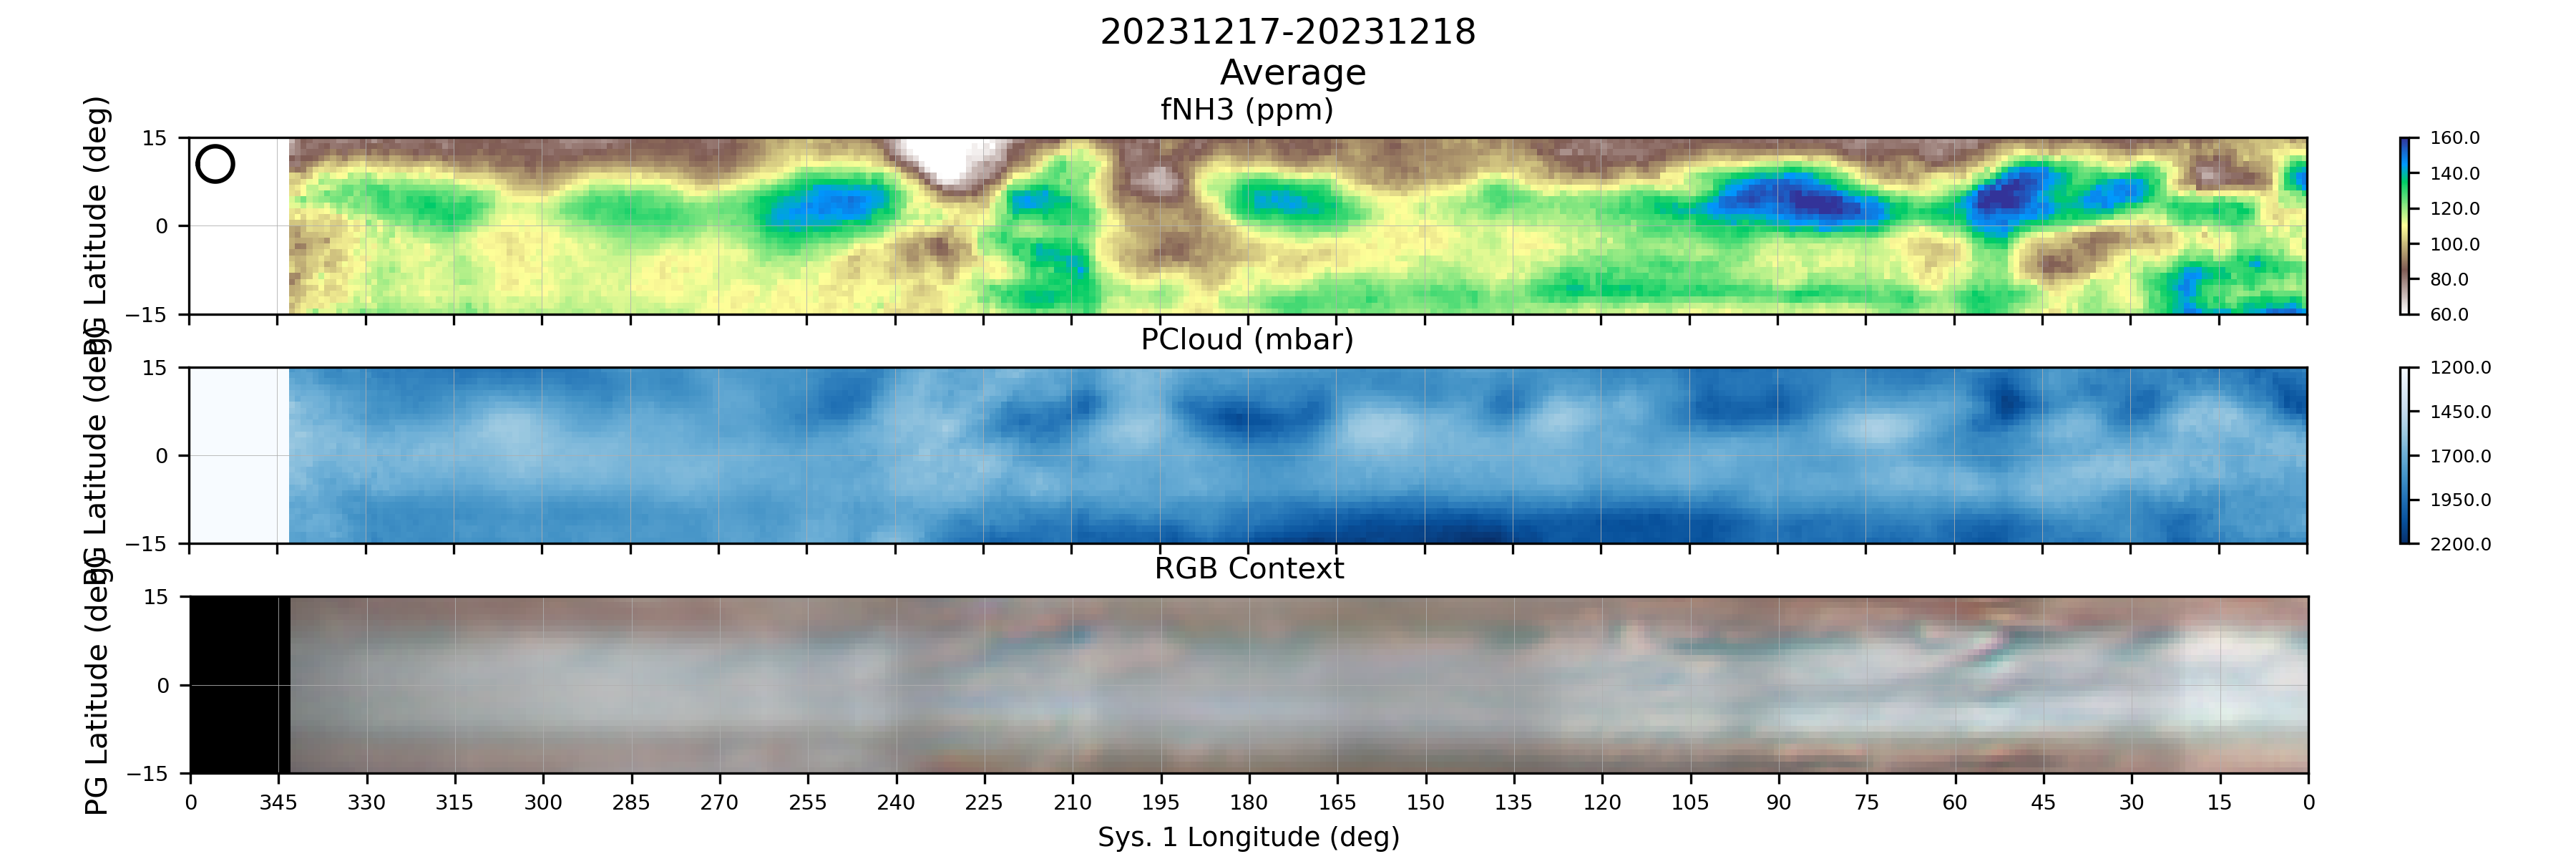 20231217-20231218
Average
fNH3 (ppm)
PG Latitude (deg)
15
0
−15
160.0
140.0
120.0
100.0
80.0
60.0
PCloud (mbar)
PG Latitude (deg)
15
0
−15
1200.0
1450.0
1700.0
1950.0
2200.0
RGB Context
PG Latitude (deg)
15
0
−15
0 345 330 315 300 285 270 255 240 225 210 195 180 165 150 135 120 105 90 75 60 45 30 15 0
Sys. 1 Longitude (deg)